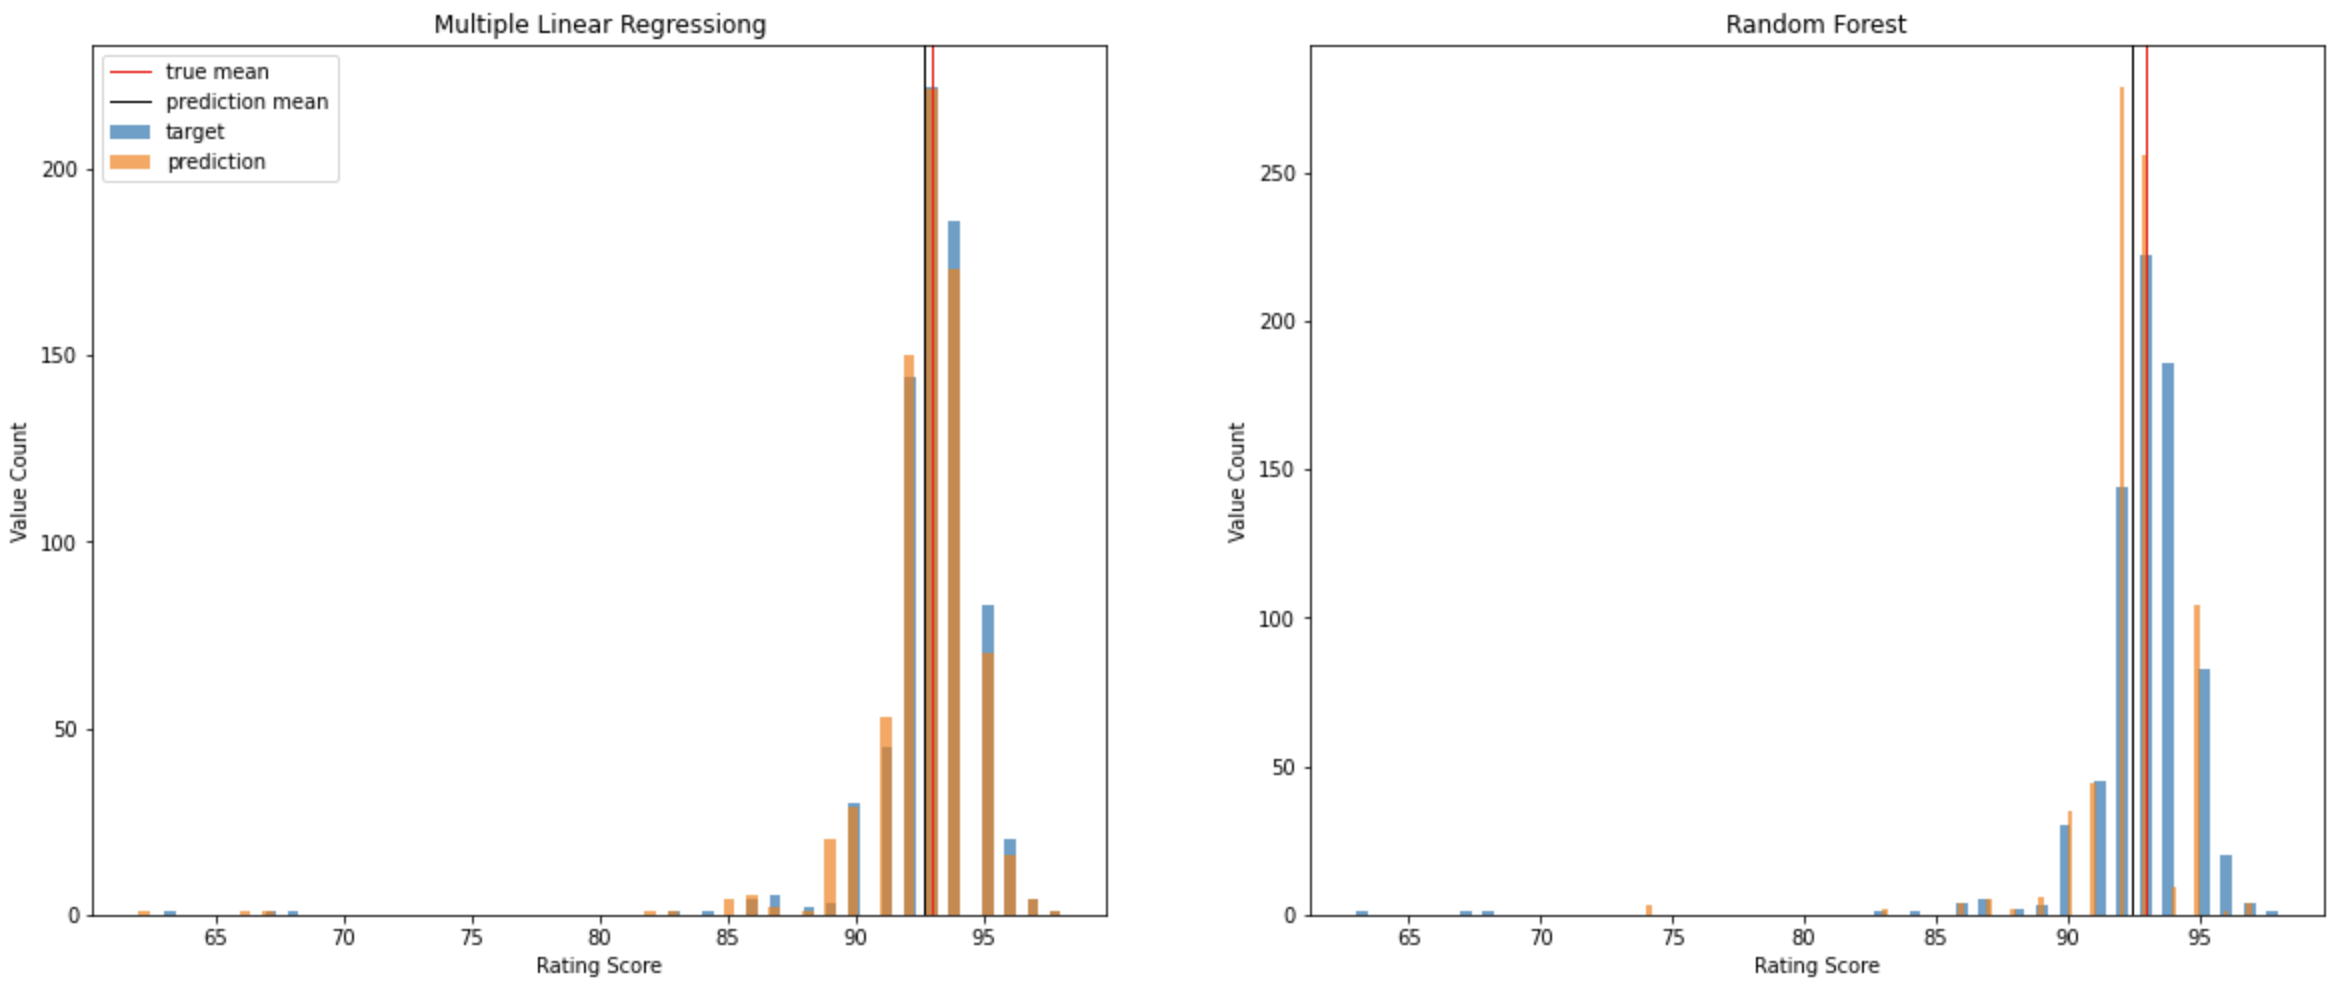 Multiple Linear Regressiong
true mean
prediction mean
target
prediction
200
150
100
50
0
65 70 75 80 85 90 95
Value Count
Rating Score
Random Forest
250
200
150
100
50
0
65 70 75 80 85 90 95
Value Count
Rating Score